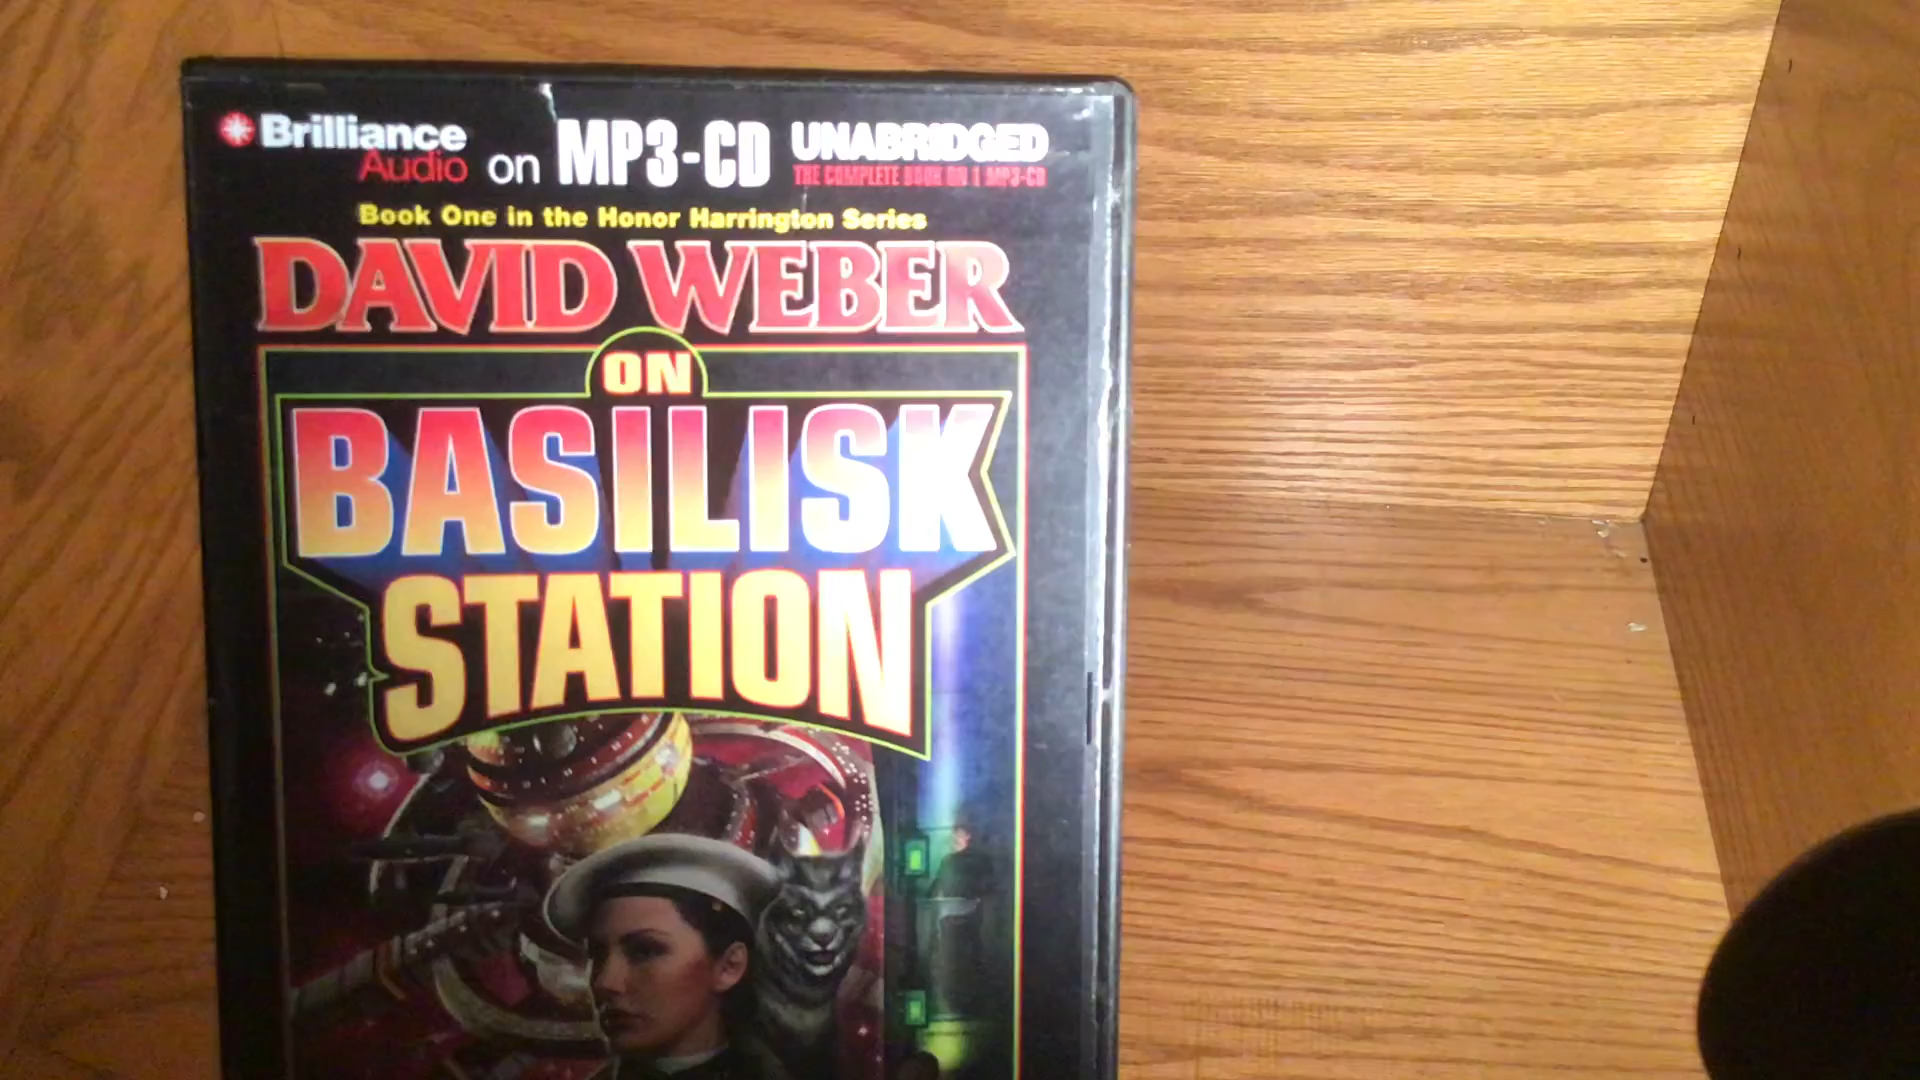 Brilliance
Audio on MP3-CD UNABRIDGED
THE COMPLETE BOOK ON 1 MP3-CD
Book One in the Honor Harrington Series
DAVID WEBER
ON
BASILISK
STATION